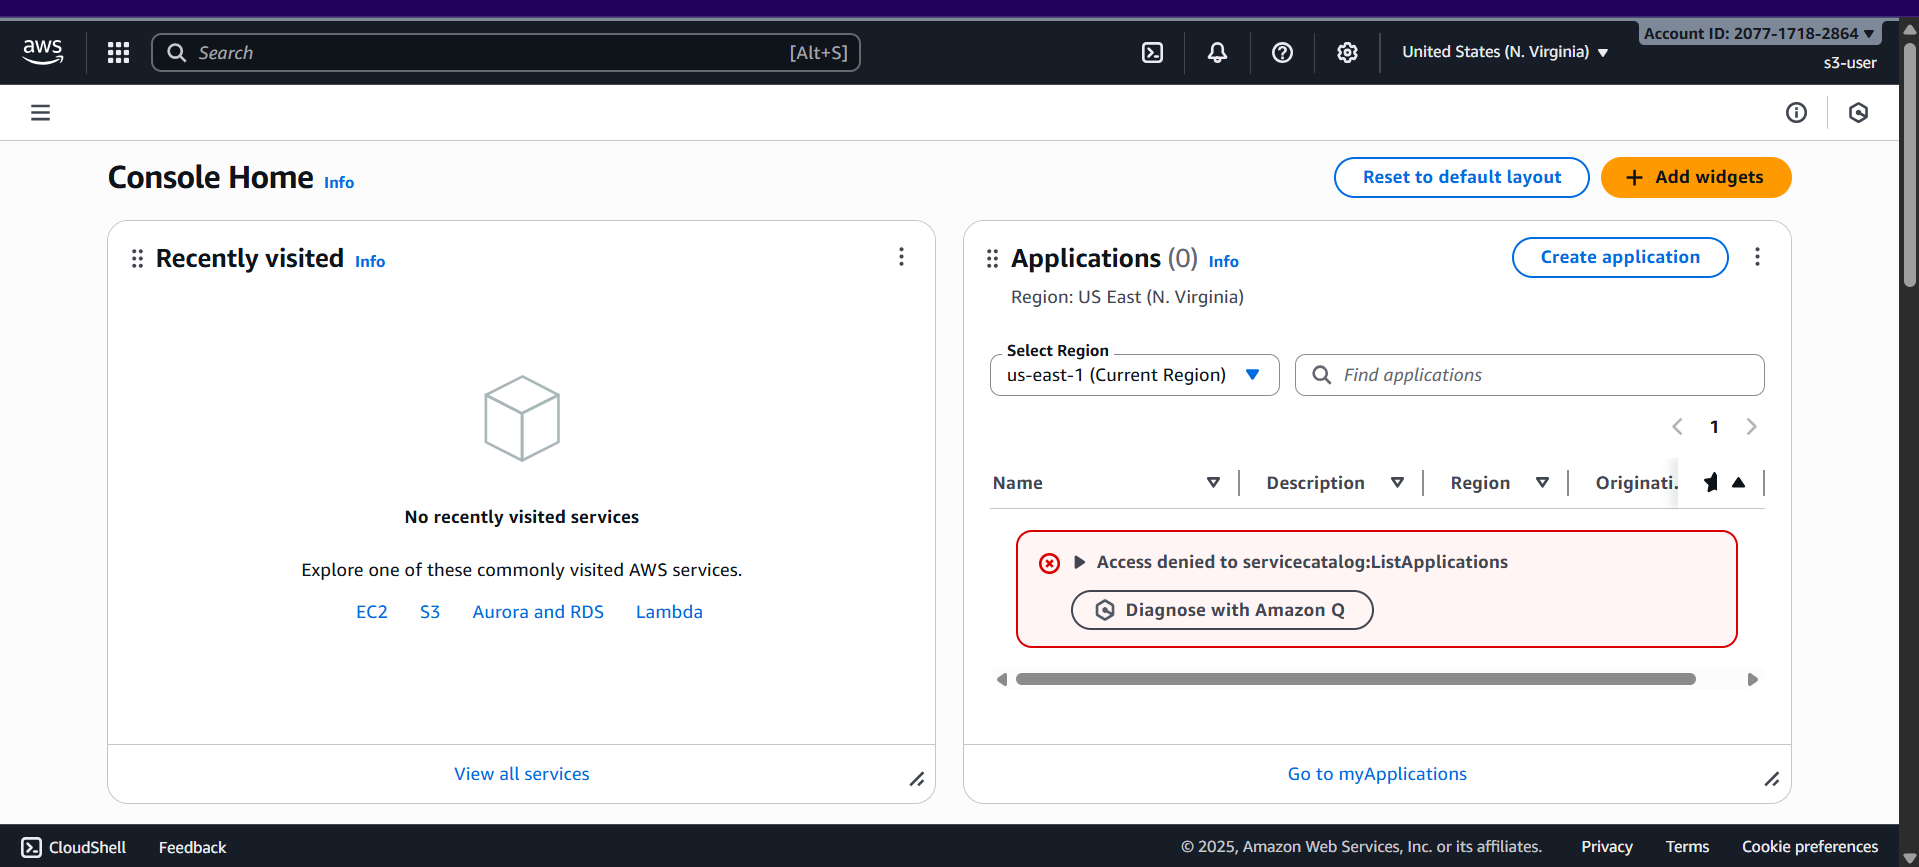 aws
Search
[Alt+S]
United States (N. Virginia)
Account ID: 2077-1718-2864
s3-user
Console Home Info
Reset to default layout
Add widgets
Recently visited Info
No recently visited services
Explore one of these commonly visited AWS services.
EC2 S3 Aurora and RDS Lambda
View all services
Applications (0) Info
Create application
Region: US East (N. Virginia)
Select Region
us-east-1 (Current Region)
Find applications
1
Name Description Region Originati.
Access denied to servicecatalog:ListApplications
Diagnose with Amazon Q
Go to myApplications
CloudShell Feedback
© 2025, Amazon Web Services, Inc. or its affiliates. Privacy Terms Cookie preferences